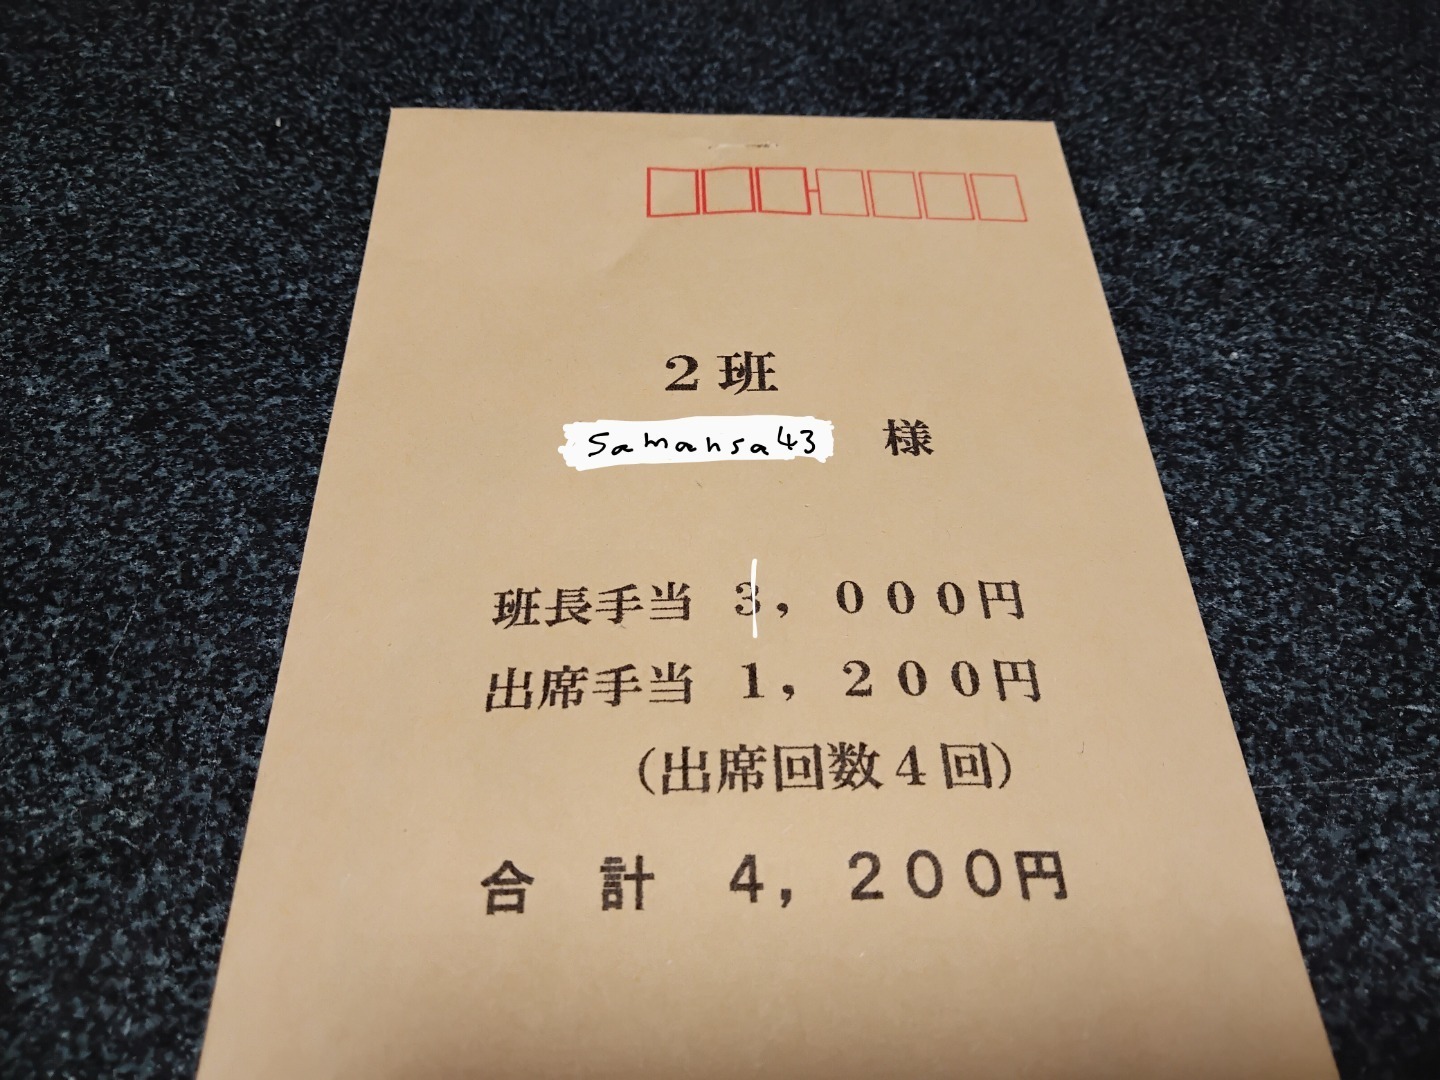 ２班
samansa43 様
班長手当 3，０００円
出席手当 1，２００円
（出席回数４回）
合 計 ４，２００円